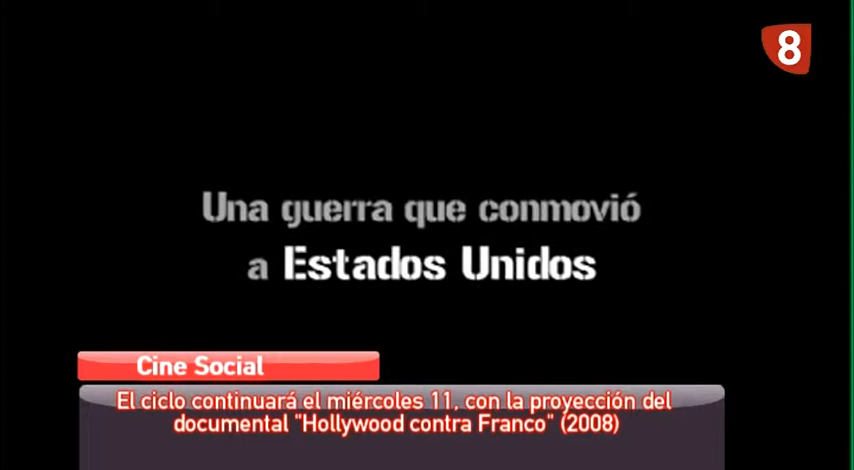 8
Una guerra que conmovió
a Estados Unidos
Cine Social
El ciclo continuará el miércoles 11, con la proyección del
documental "Hollywood contra Franco" (2008)